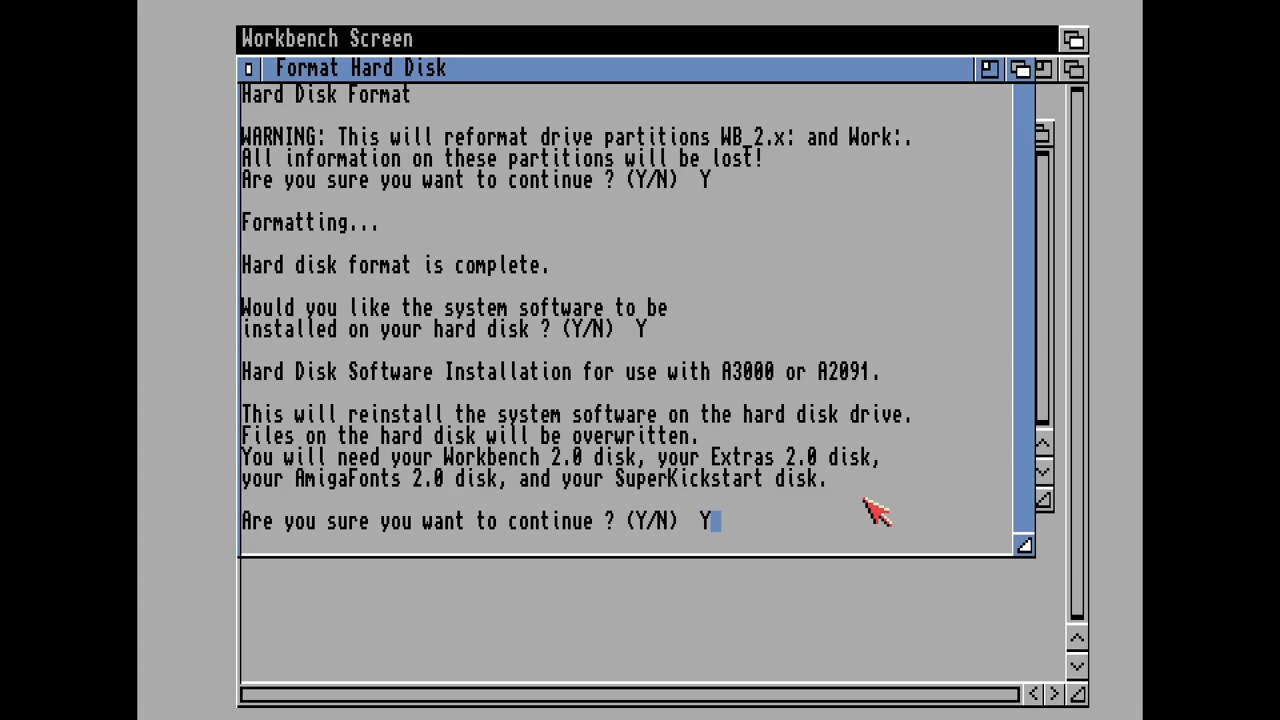 Workbench Screen
Format Hard Disk
Hard Disk Format
WARNING: This will reformat drive partitions WB_2.x: and Work:.
All information on these partitions will be lost!
Are you sure you want to continue ? (Y/N)  Y
Formatting...
Hard disk format is complete.
Would you like the system software to be
installed on your hard disk ? (Y/N)  Y
Hard Disk Software Installation for use with A3000 or A2091.
This will reinstall the system software on the hard disk drive.
Files on the hard disk will be overwritten.
You will need your Workbench 2.0 disk, your Extras 2.0 disk,
your AmigaFonts 2.0 disk, and your SuperKickstart disk.
Are you sure you want to continue ? (Y/N)  Y